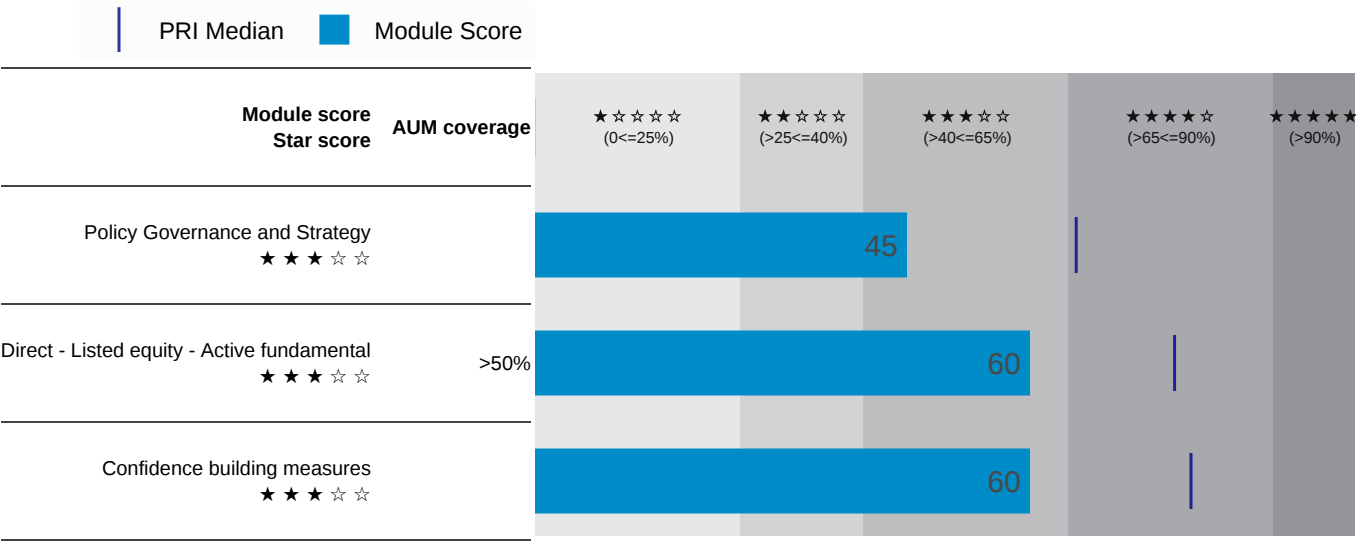 PRI Median Module Score
Module score
Star score
AUM coverage
★☆☆☆☆ ★★☆☆☆ ★★★☆☆ ★★★★☆ ★★★★★
(0<=25%) (>25<=40%) (>40<=65%) (>65<=90%) (>90%)
Policy Governance and Strategy
★★★☆☆
45
Direct - Listed equity - Active fundamental
★★★☆☆
>50%
60
Confidence building measures
★★★☆☆
60